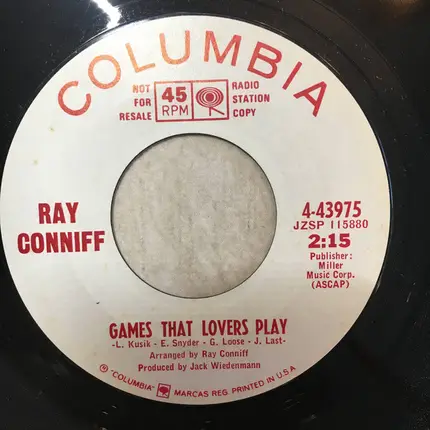 COLUMBIA
NOT FOR RESALE
45 RPM
RADIO STATION COPY
RAY CONNIFF
4-43975
JZSP 115880
2:15
Publisher:
Miller
Music Corp.
(ASCAP)
GAMES THAT LOVERS PLAY
-L. Kusik - E. Snyder - G. Loose - J. Last-
Arranged by Ray Conniff
Produced by Jack Wiedenmann
® "COLUMBIA" MARCAS REG. PRINTED IN U.S.A